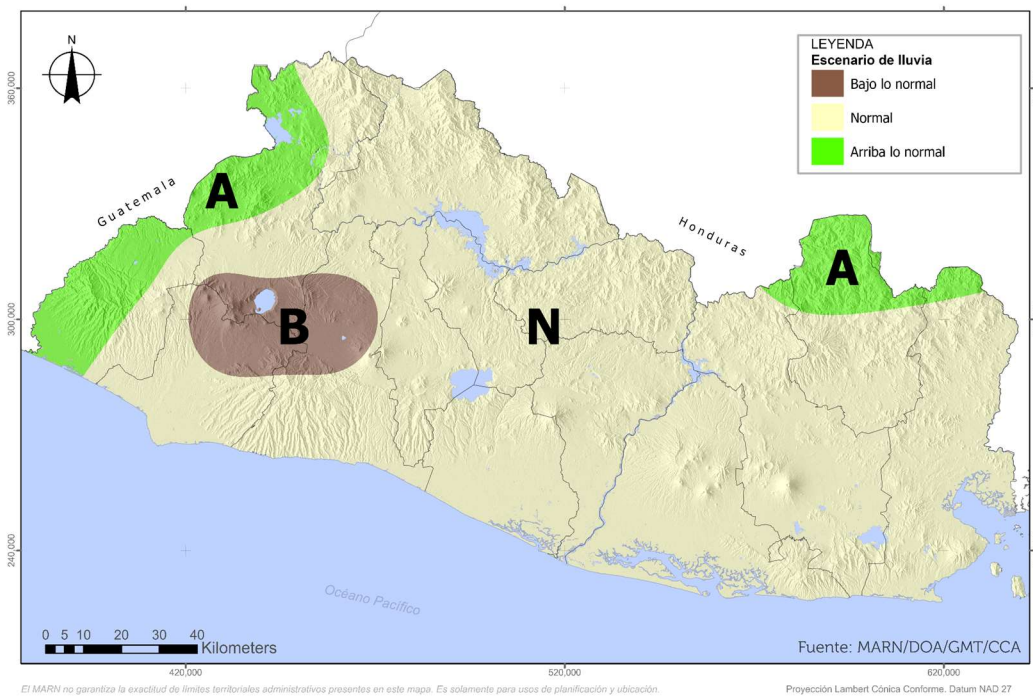 N
LEYENDA
Escenario de lluvia
Bajo lo normal
Normal
Arriba lo normal
360,000
300,000
240,000
Guatemala
Honduras
A
A
B
N
Océano Pacífico
0 5 10 20 30 40
Kilometers
Fuente: MARN/DOA/GMT/CCA
420,000
520,000
620,000
El MARN no garantiza la exactitud de límites territoriales administrativos presentes en este mapa. Es solamente para usos de planificación y ubicación.
Proyección Lambert Cónica Conforme. Datum NAD 27